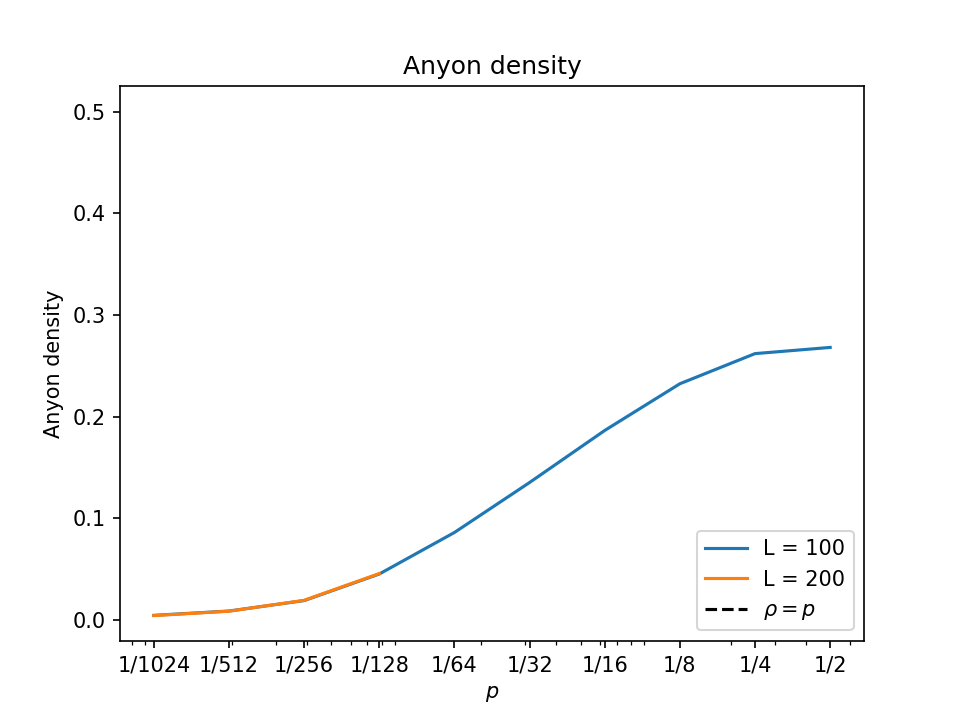 Anyon density
0.5
0.4
0.3
0.2
0.1
0.0
Anyon density
L = 100
L = 200
ρ = p
1/1024 1/512 1/256 1/128 1/64 1/32 1/16 1/8 1/4 1/2
p